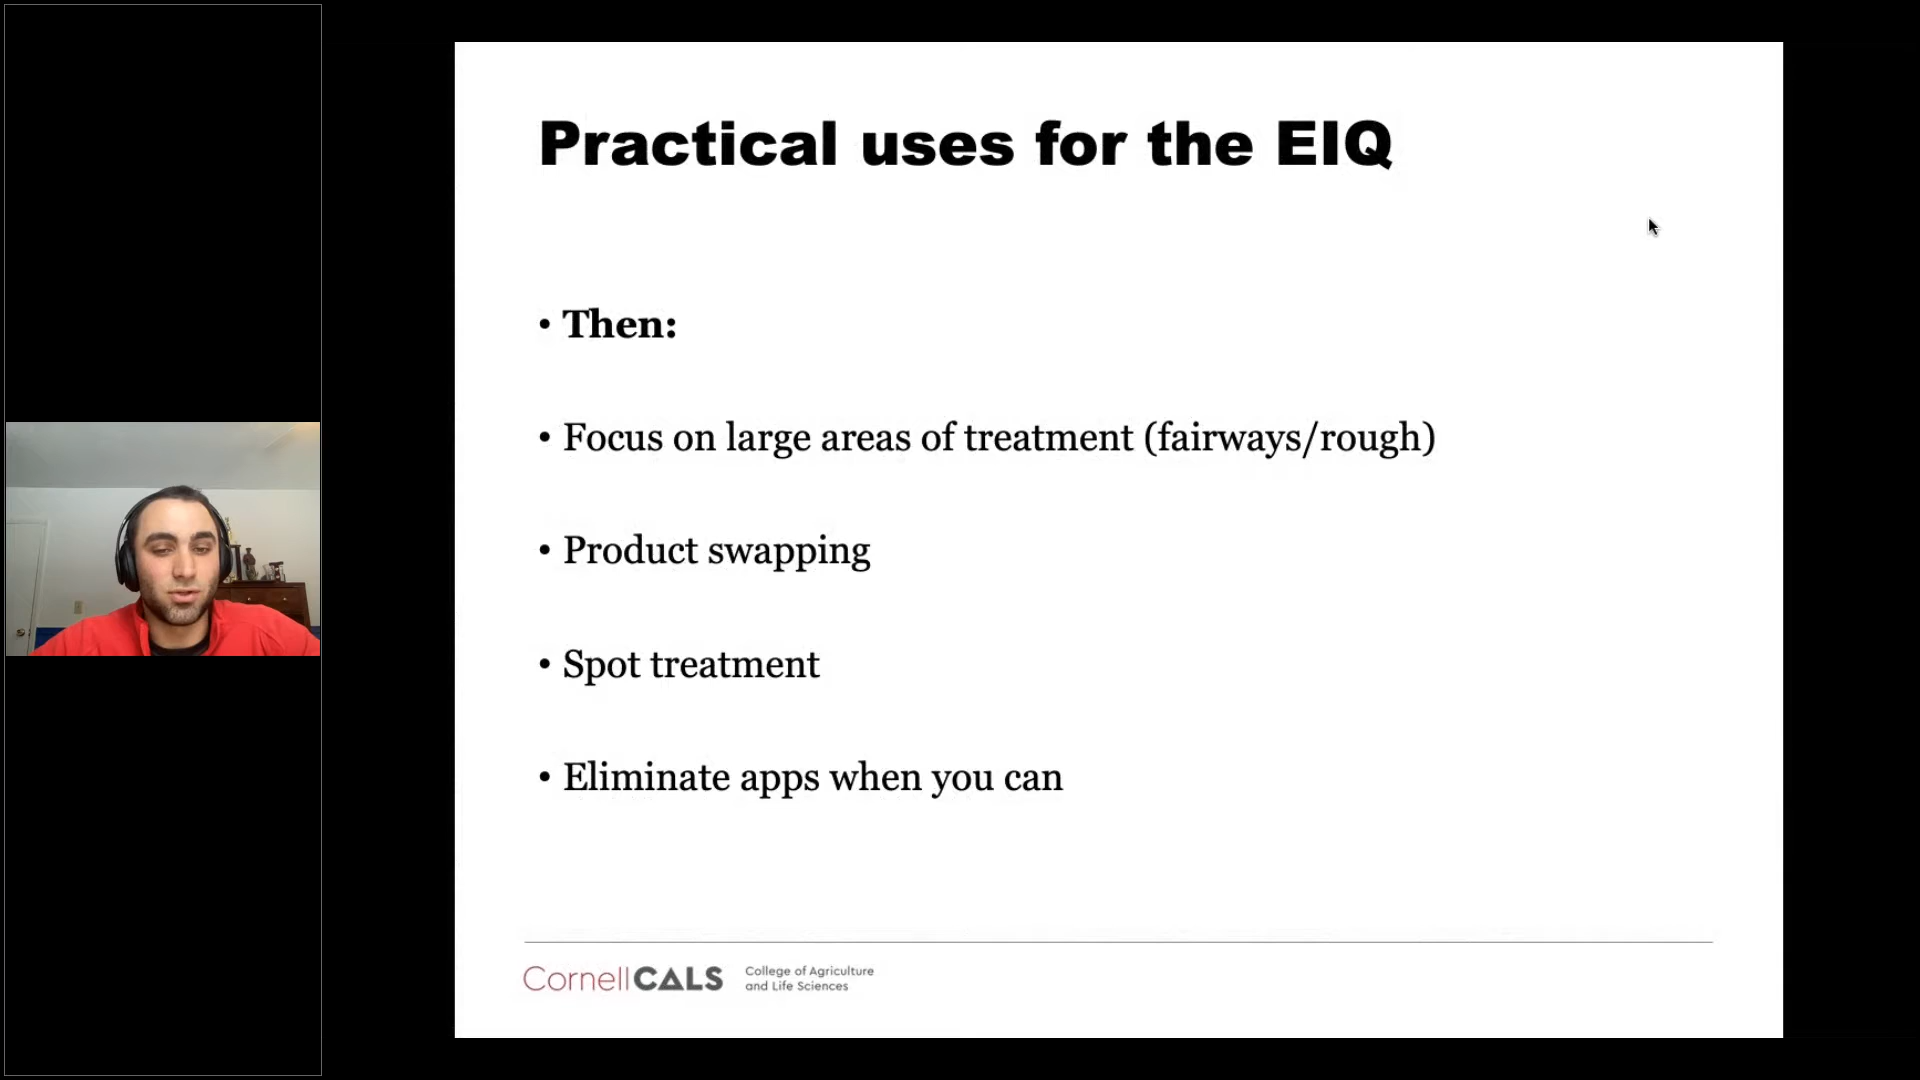 Practical uses for the EIQ
• Then:
• Focus on large areas of treatment (fairways/rough)
• Product swapping
• Spot treatment
• Eliminate apps when you can
CornellCALS
College of Agriculture
and Life Sciences